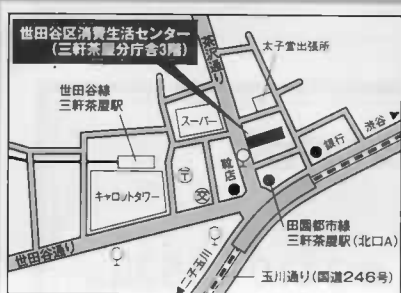 世田谷区消費生活センター
(三軒茶屋分庁舎3階)
茶沢通り
太子堂出張所
世田谷線
三軒茶屋駅
スーパー
銀行
渋谷
〒
交
靴店
キャロットタワー
田園都市線
三軒茶屋駅(北口A)
世田谷通り
二子玉川
玉川通り(国道246号)